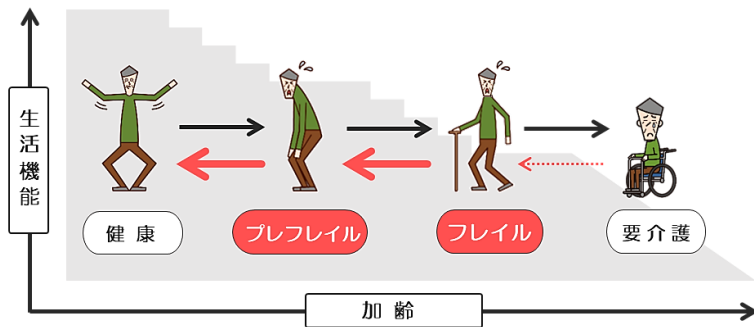 生活機能
健康
プレフレイル
フレイル
要介護
加齢